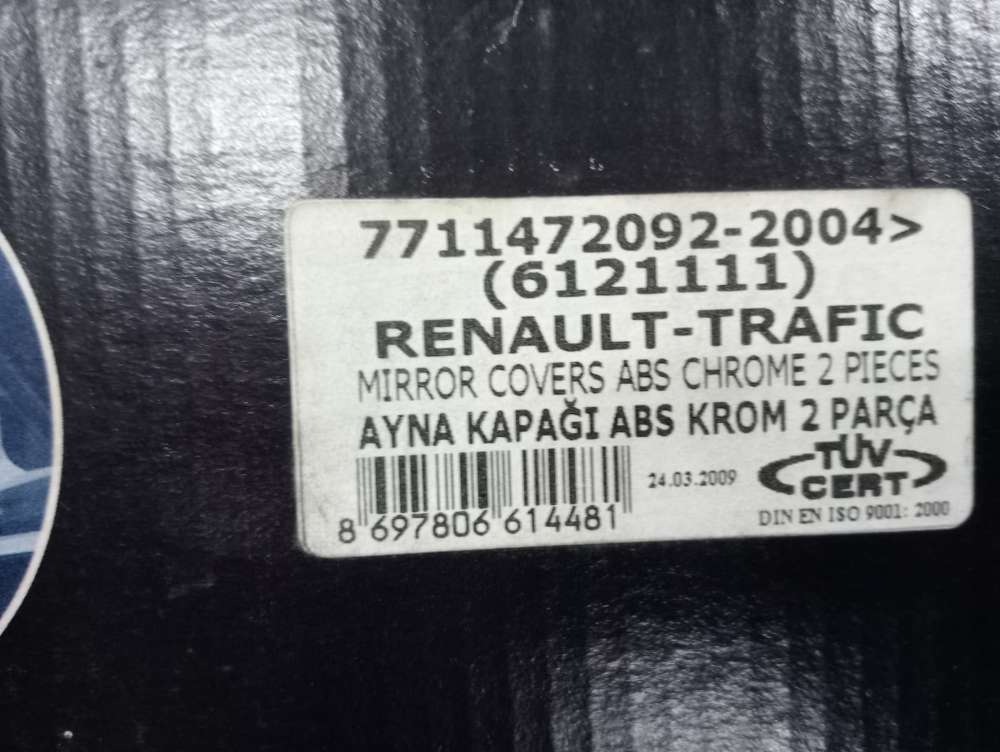 7711472092-2004>
(6121111)
RENAULT-TRAFIC
MIRROR COVERS ABS CHROME 2 PIECES
AYNA KAPAĞI ABS KROM 2 PARÇA
24.03.2009
TÜV
CERT
8 697806 614481
DIN EN ISO 9001: 2000